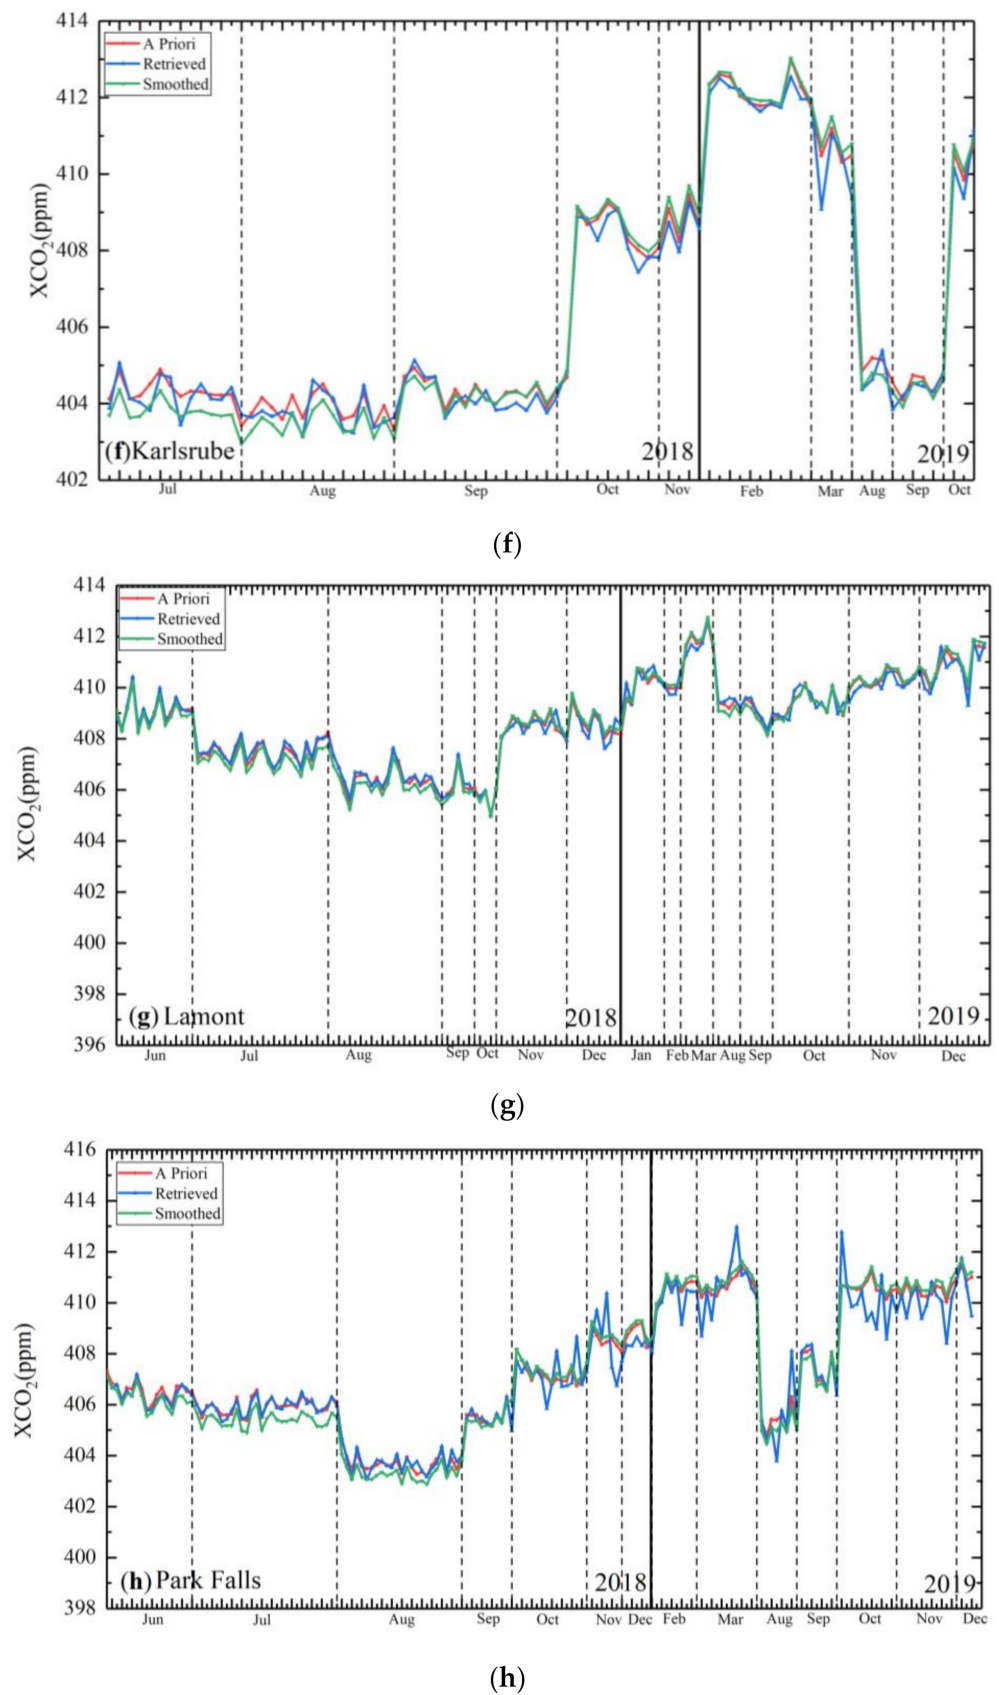 414
412
410
408
406
404
402
XCO2(ppm)
A Priori
Retrieved
Smoothed
(f)Karlsrube
2018
2019
Jul Aug Sep Oct Nov Feb Mar Aug Sep Oct
(f)
414
412
410
408
406
404
402
400
398
396
XCO2(ppm)
A Priori
Retrieved
Smoothed
(g) Lamont
2018
2019
Jun Jul Aug Sep Oct Nov Dec Jan Feb Mar Aug Sep Oct Nov Dec
(g)
416
414
412
410
408
406
404
402
400
398
XCO2(ppm)
A Priori
Retrieved
Smoothed
(h) Park Falls
2018
2019
Jun Jul Aug Sep Oct Nov Dec Feb Mar Aug Sep Oct Nov Dec
(h)